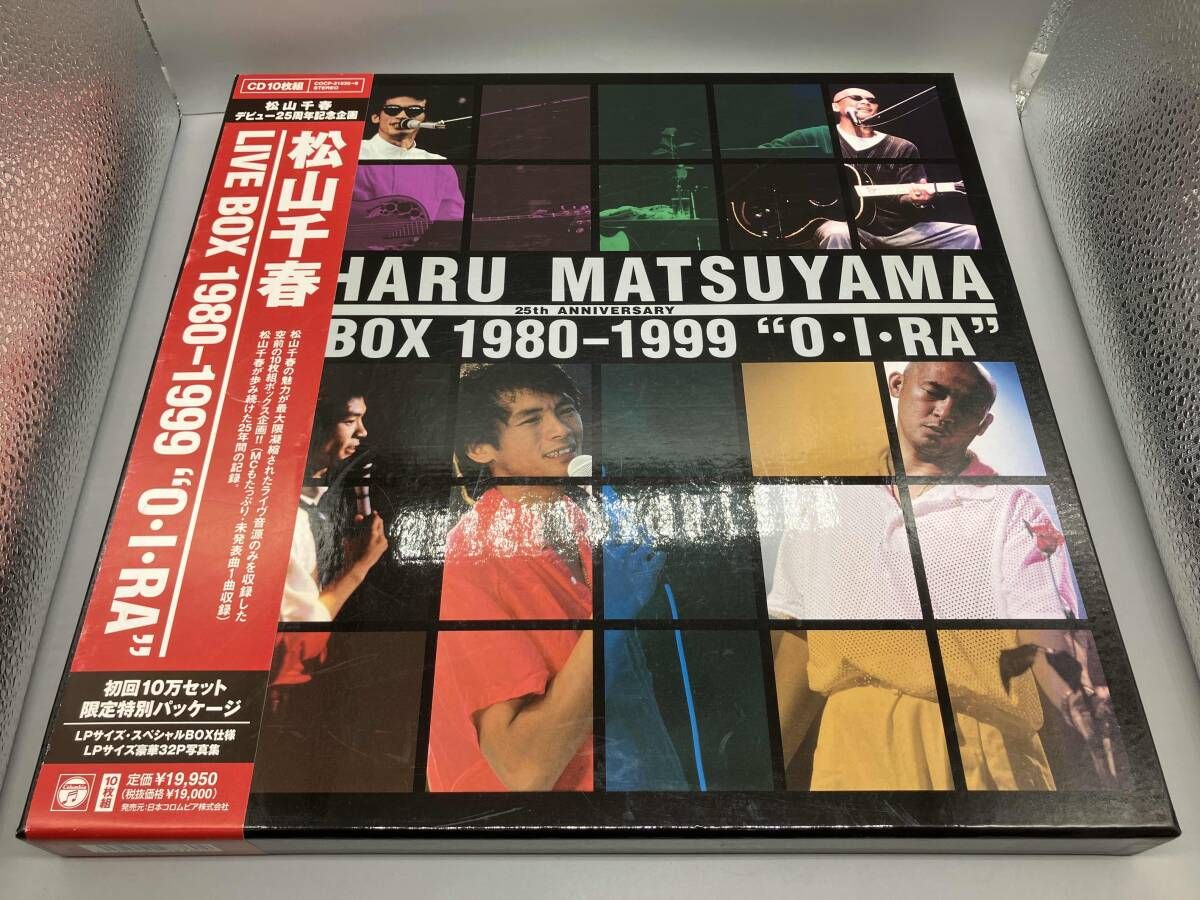 CD10枚組
STEREO
松山千春
デビュー25周年記念企画
松山千春
LIVE BOX 1980-1999 "O・I・RA"
松山千春の魅力が最大限凝縮されたライヴ音源のみを収録した
空前の10枚組ボックス企画!!(MCもたっぷり・未発表曲1曲収録)
松山千春が歩み続けた25年間の記録。
初回10万セット
限定特別パッケージ
LPサイズ・スペシャルBOX仕様
LPサイズ豪華32P写真集
Columbia
10枚組
定価¥19,950
(税抜価格¥19,000)
発売元:日本コロムビア株式会社
HARU MATSUYAMA
25th ANNIVERSARY
BOX 1980-1999 "O・I・RA"